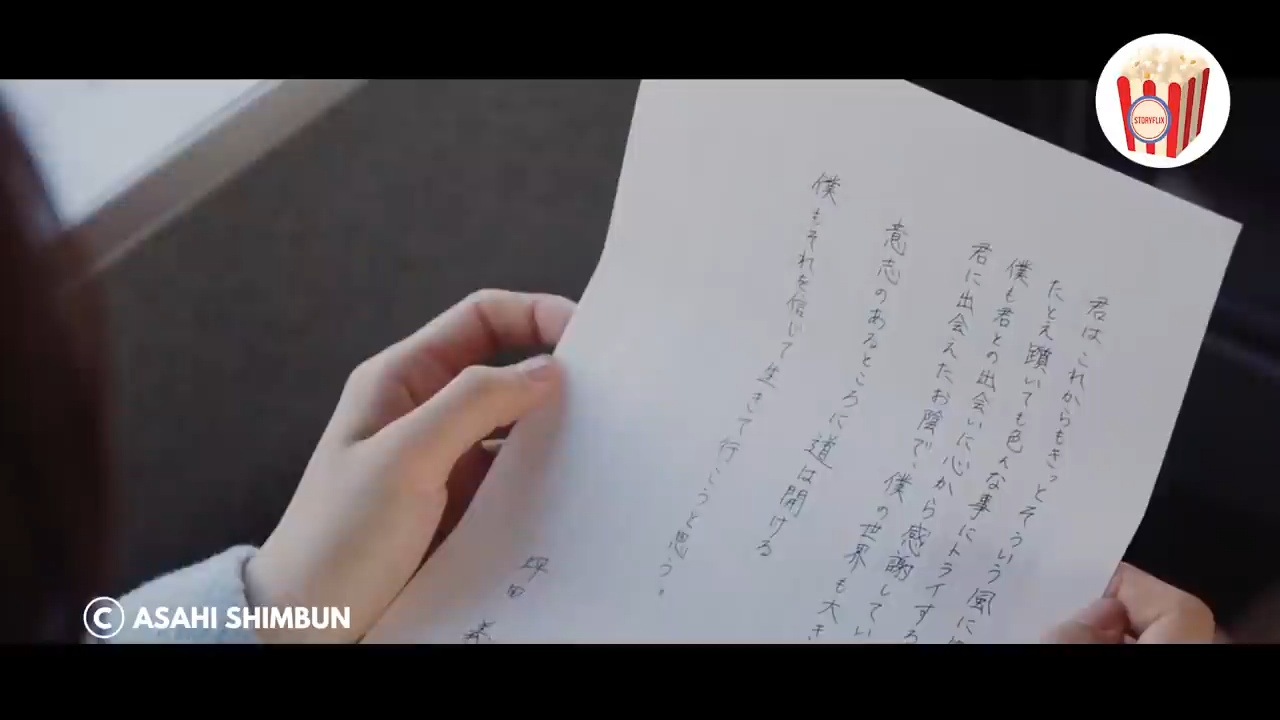 君はこれからもきっとそういう風に
たとえ躓いても色んな事にトライする
僕も君との出会いに心から感謝してい
君に出会えたお陰で、僕の世界も大き
意志のあるところに道は開ける
僕もそれを信じて生きて行こうと思う。
坪田
STORYFLIX
© ASAHI SHIMBUN